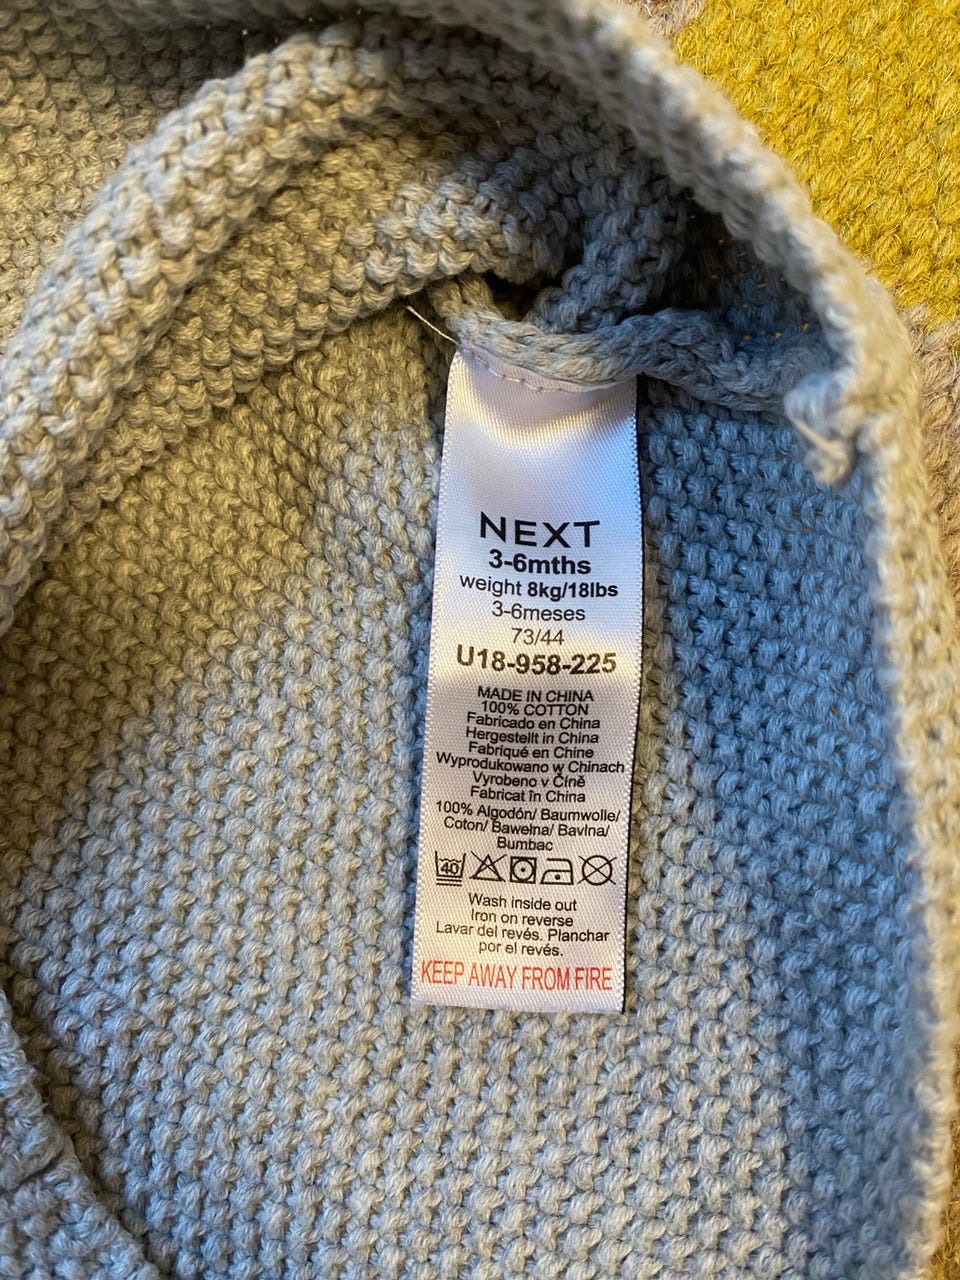 NEXT
3-6mths
weight 8kg/18lbs
3-6meses
73/44
U18-958-225
MADE IN CHINA
100% COTTON
Fabricado en China
Hergestellt in China
Fabriqué en Chine
Wyprodukowano w Chinach
Vyrobeno v Číně
Fabricat în China
100% Algodón/ Baumwolle/
Coton/ Bawełna/ Bavlna/
Bumbac
40
Wash inside out
Iron on reverse
Lavar del revés. Planchar
por el revés.
KEEP AWAY FROM FIRE